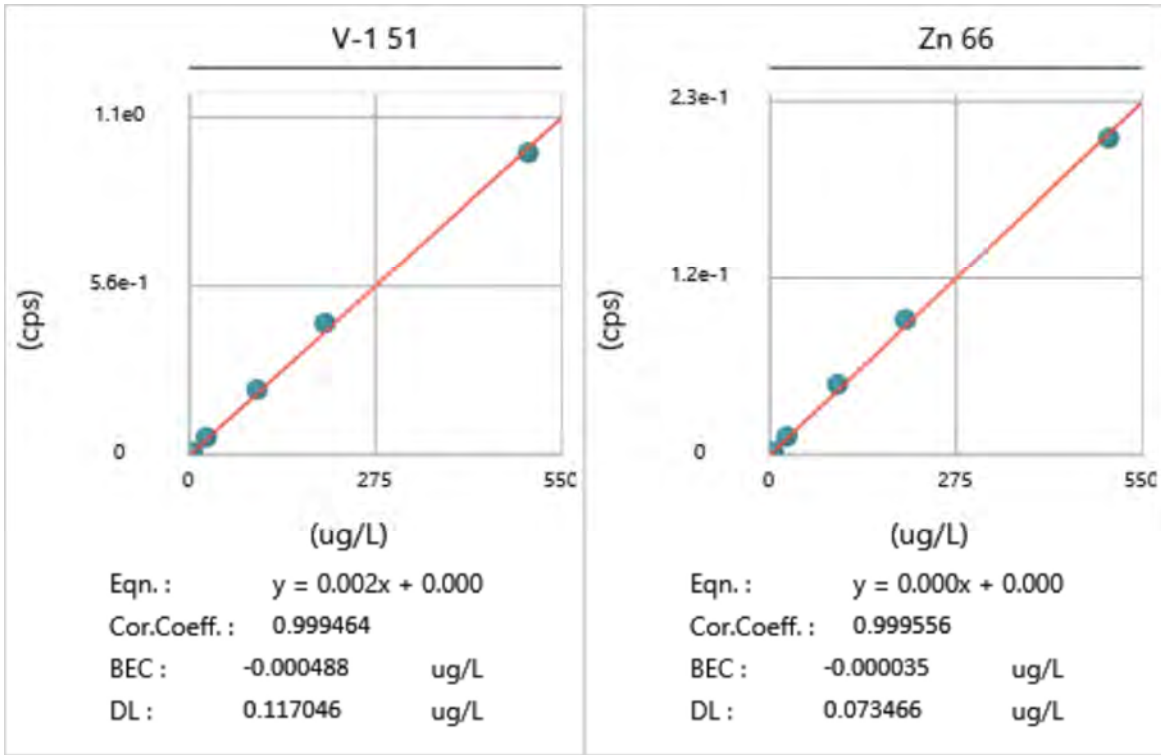 V-1 51
1.1e0
5.6e-1
0
(cps)
0 275 550
(ug/L)
Eqn. : y = 0.002x + 0.000
Cor.Coeff. : 0.999464
BEC : -0.000488 ug/L
DL : 0.117046 ug/L
Zn 66
2.3e-1
1.2e-1
0
(cps)
0 275 550
(ug/L)
Eqn. : y = 0.000x + 0.000
Cor.Coeff. : 0.999556
BEC : -0.000035 ug/L
DL : 0.073466 ug/L